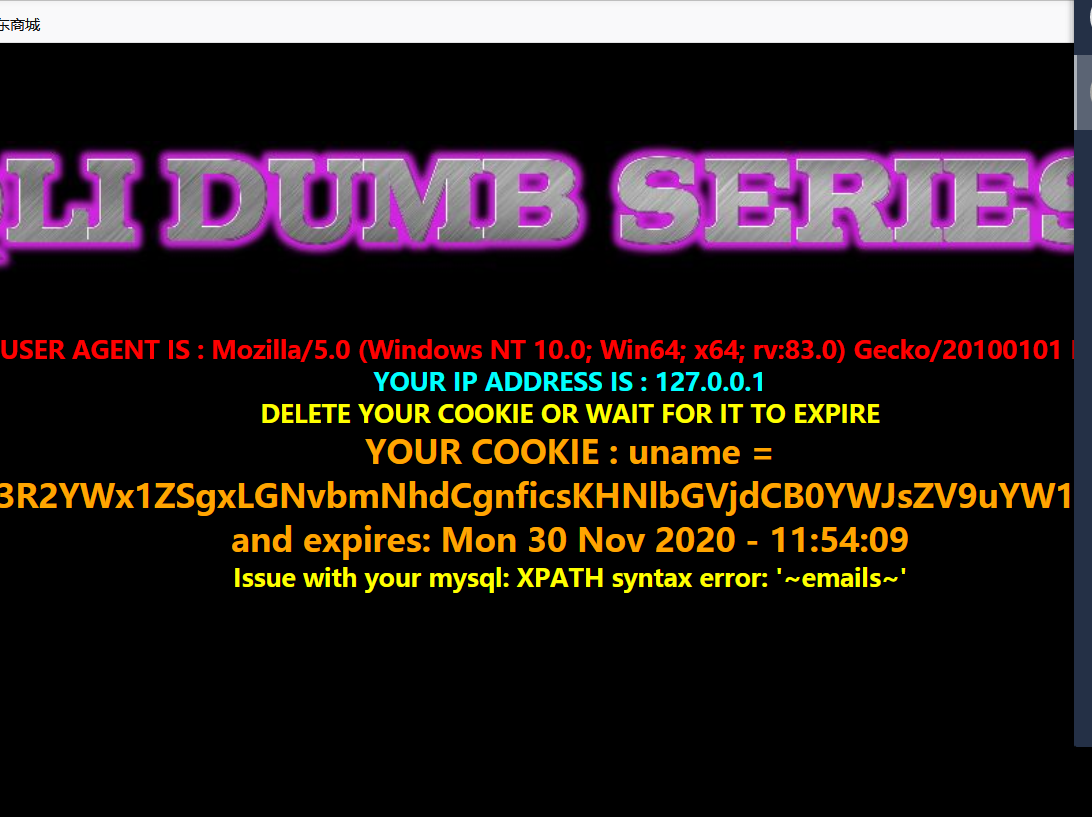 东商城
LI DUMB SERIES
USER AGENT IS : Mozilla/5.0 (Windows NT 10.0; Win64; x64; rv:83.0) Gecko/20100101
YOUR IP ADDRESS IS : 127.0.0.1
DELETE YOUR COOKIE OR WAIT FOR IT TO EXPIRE
YOUR COOKIE : uname =
3R2YWx1ZSgxLGNvbmNhdCgnficsKHNlbGVjdCB0YWJsZV9uYW1
and expires: Mon 30 Nov 2020 - 11:54:09
Issue with your mysql: XPATH syntax error: '~emails~'